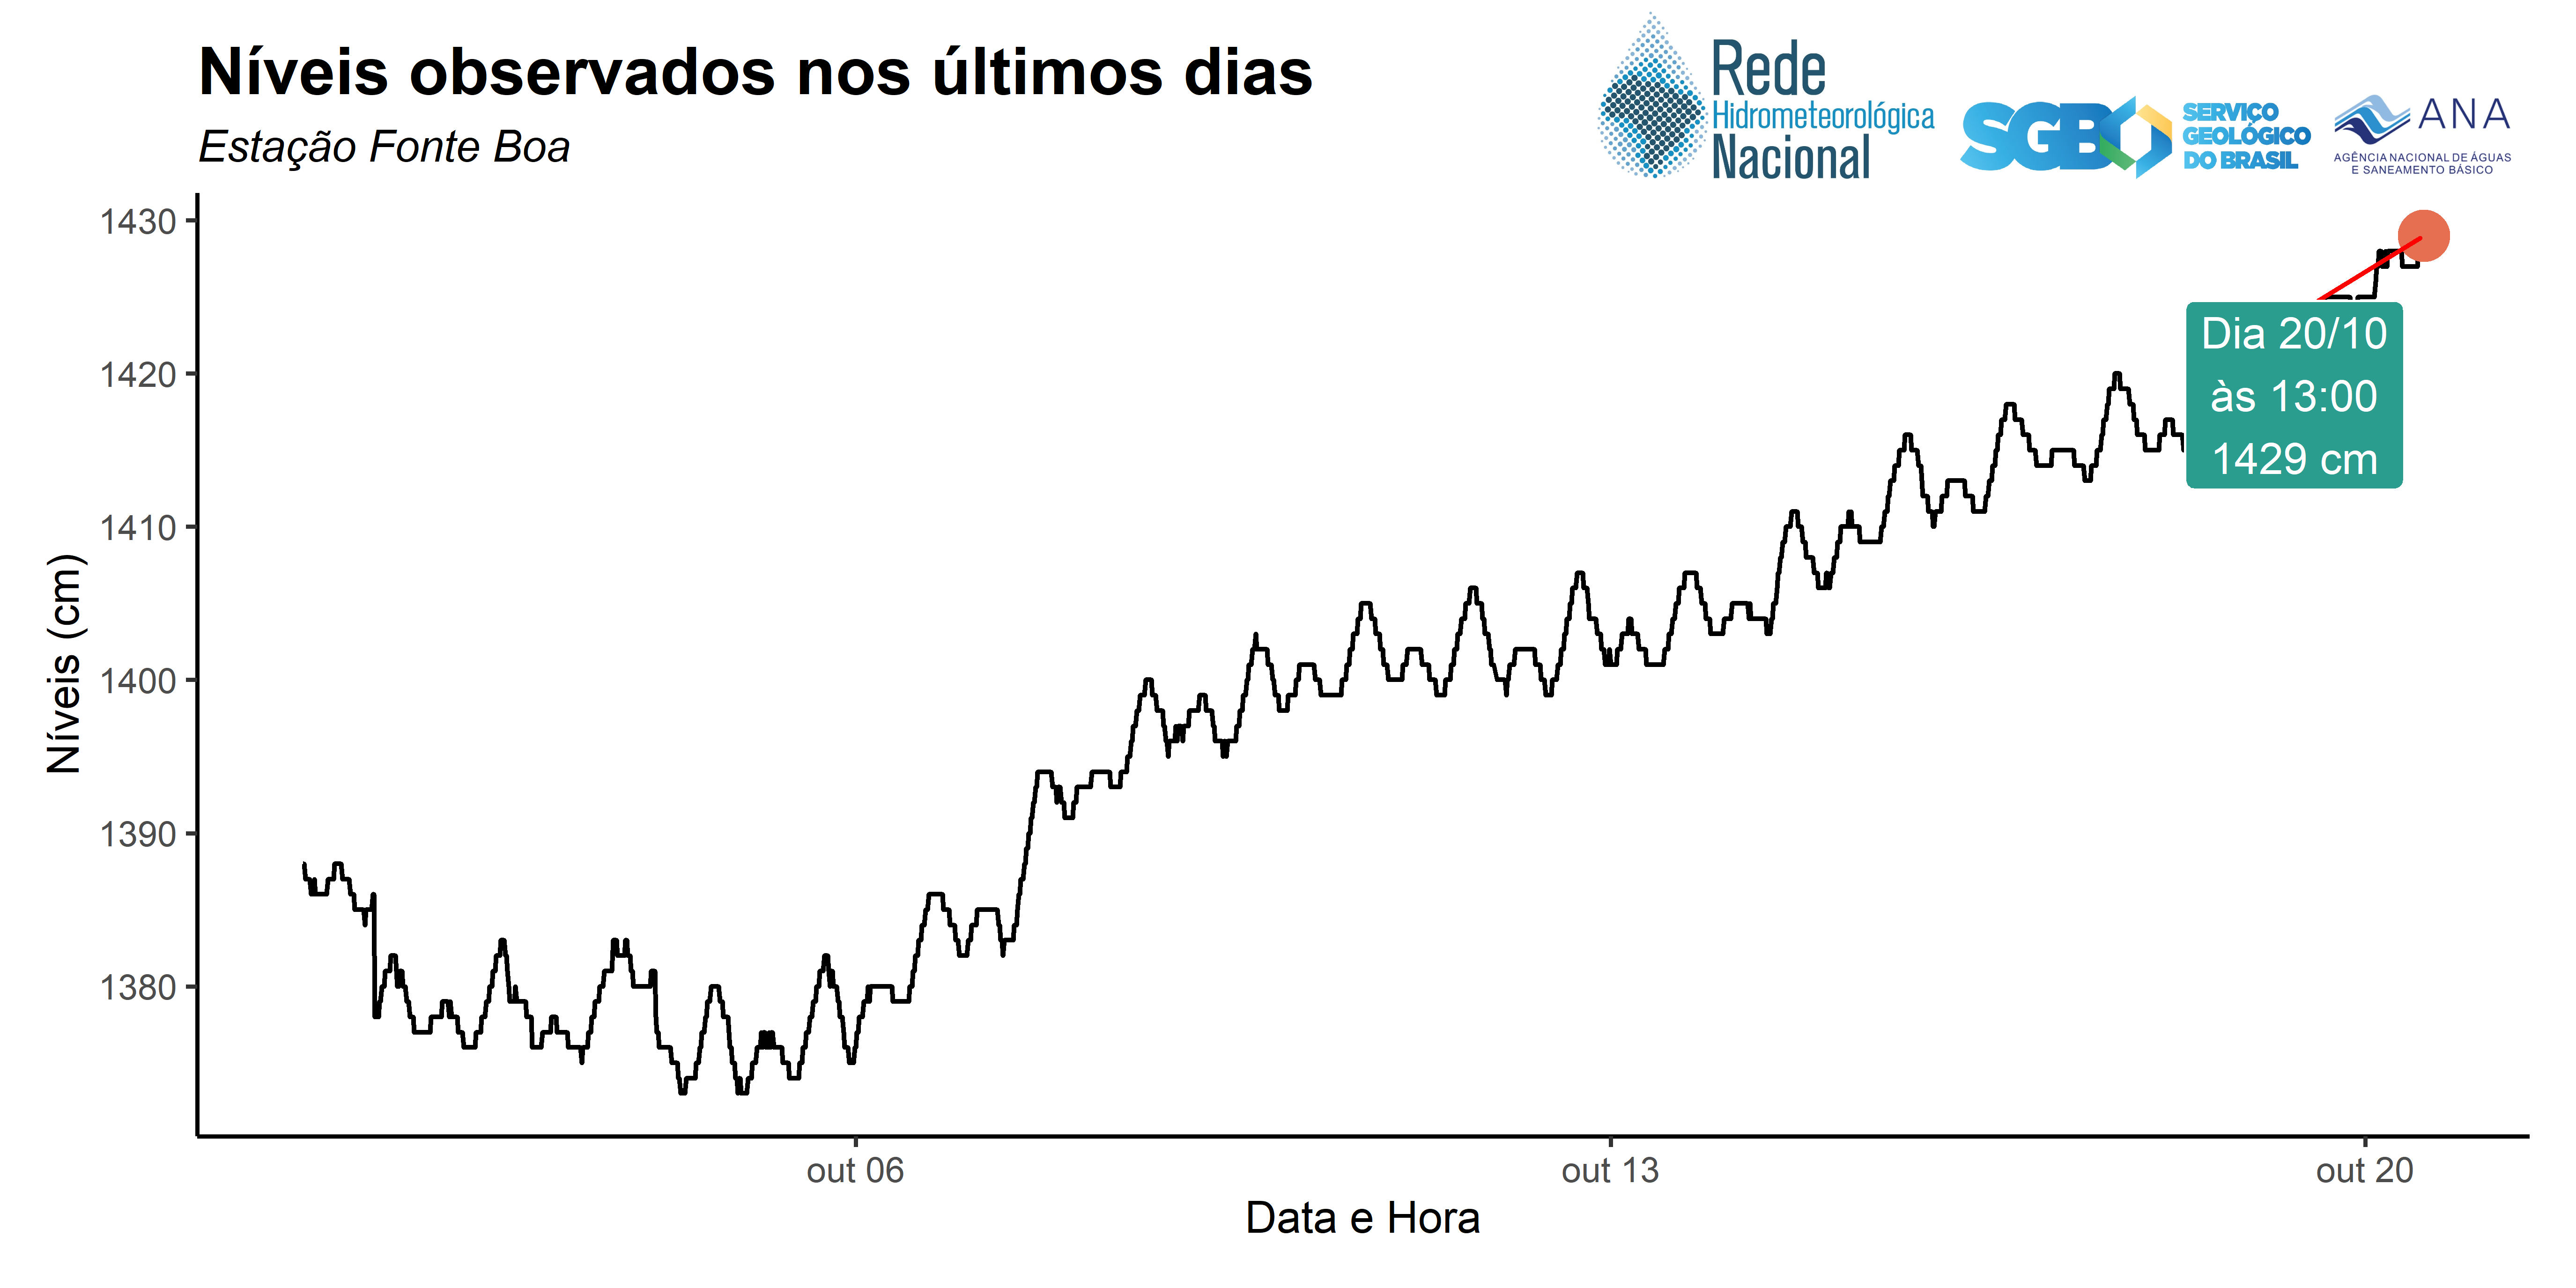 Níveis observados nos últimos dias
Estação Fonte Boa
Rede
Hidrometeorológica
Nacional
SGB
SERVIÇO
GEOLÓGICO
DO BRASIL
ANA
AGÊNCIA NACIONAL DE ÁGUAS
E SANEAMENTO BÁSICO
1430
1420
1410
1400
1390
1380
Níveis (cm)
Dia 20/10
às 13:00
1429 cm
out 06
out 13
out 20
Data e Hora